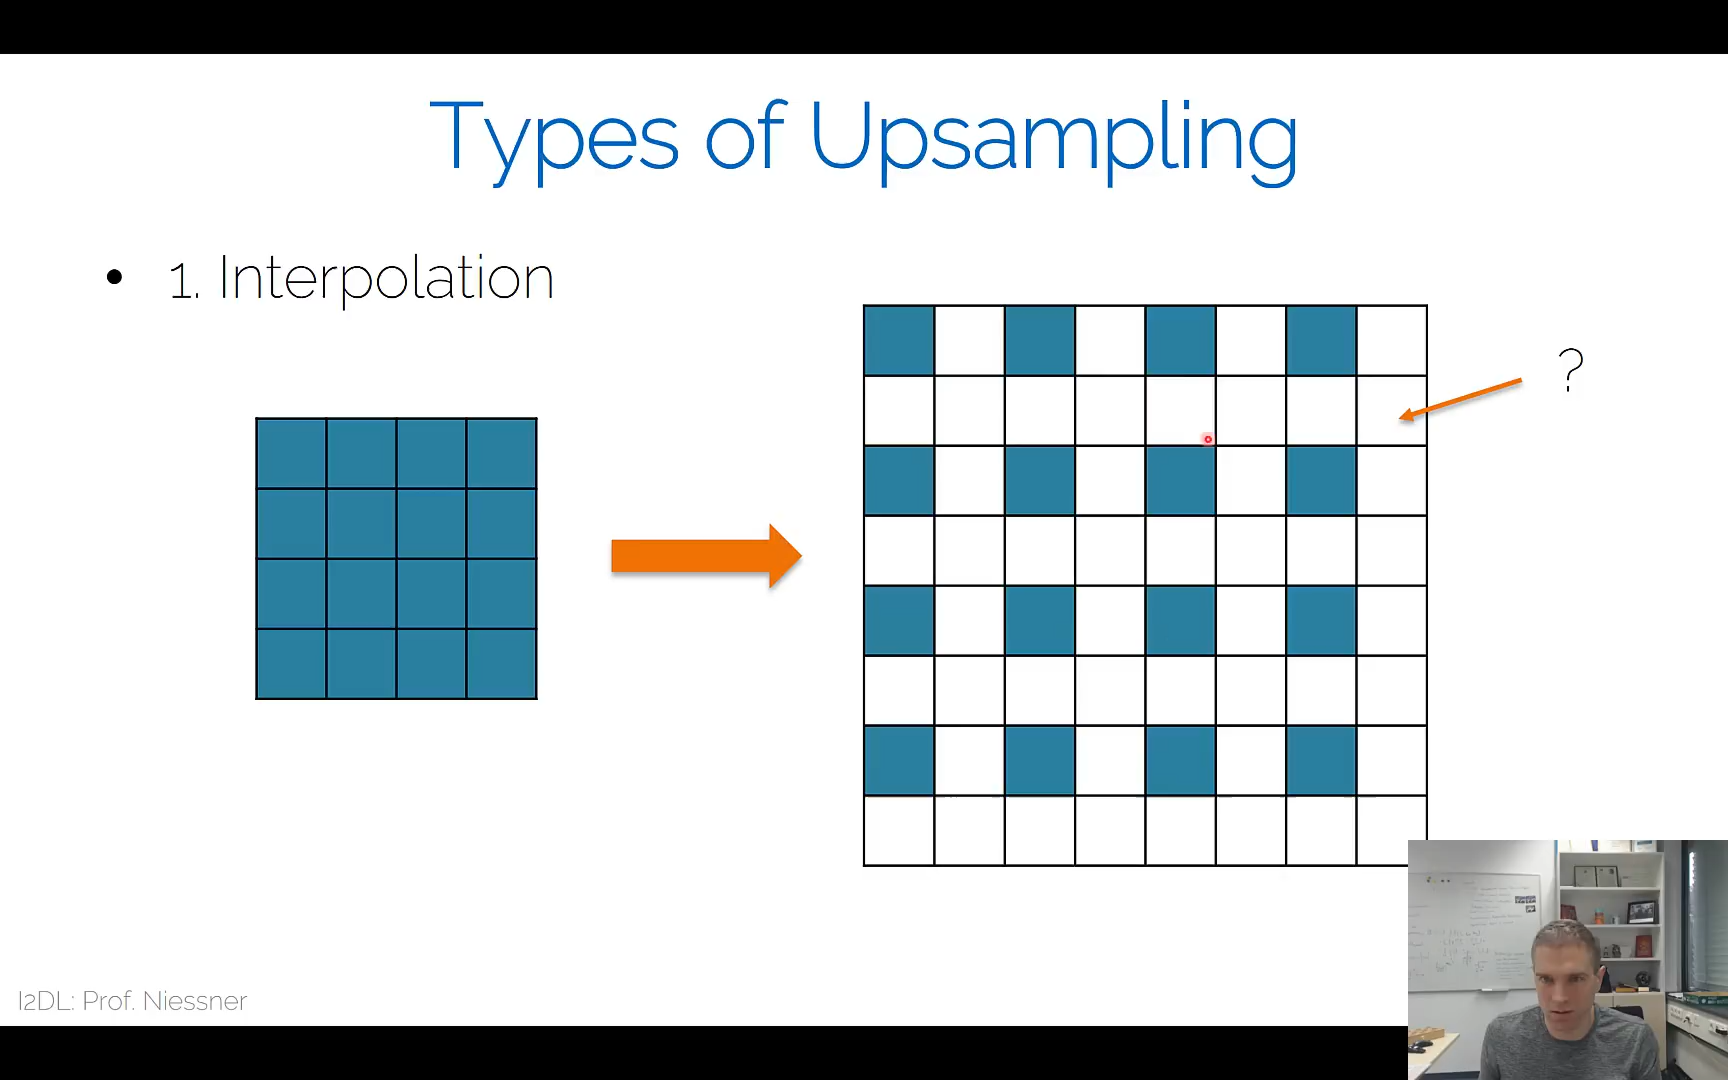 Types of Upsampling
• 1. Interpolation
?
I2DL: Prof. Niessner